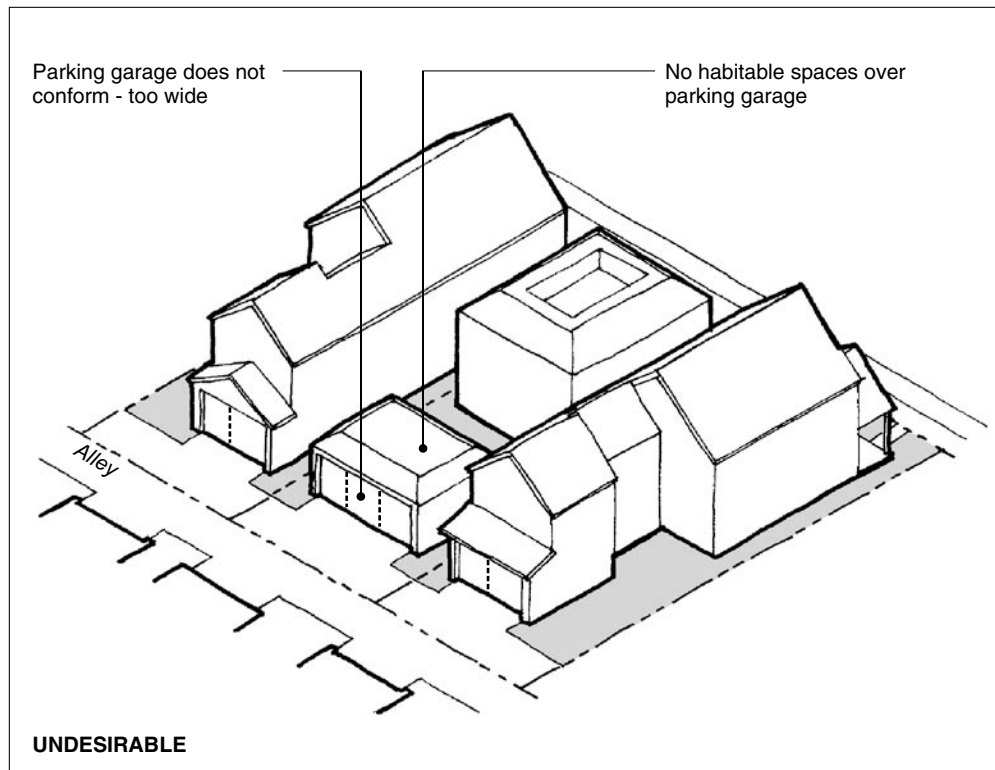 Parking garage does not
conform - too wide
No habitable spaces over
parking garage
Alley
UNDESIRABLE